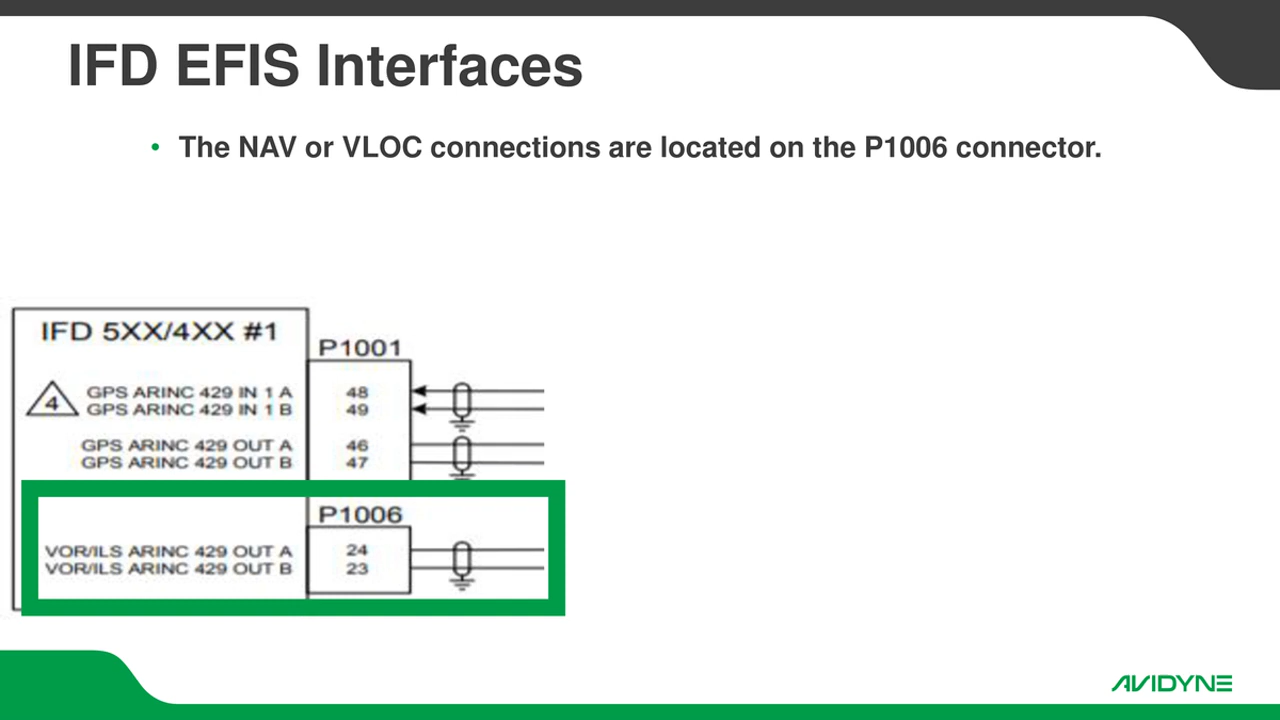 IFD EFIS Interfaces
• The NAV or VLOC connections are located on the P1006 connector.
IFD 5XX/4XX #1
P1001
4
GPS ARINC 429 IN 1 A 48
GPS ARINC 429 IN 1 B 49
GPS ARINC 429 OUT A 46
GPS ARINC 429 OUT B 47
P1006
VOR/ILS ARINC 429 OUT A 24
VOR/ILS ARINC 429 OUT B 23
AVIDYNE